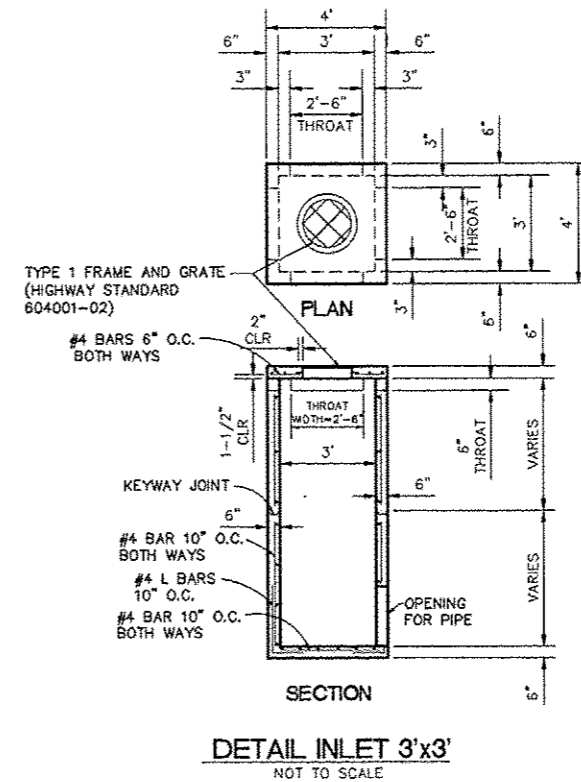 4'
6"
3'
6"
3"
2'-6"
3"
THROAT
3"
6"
2'-6"
THROAT
3'
4'
3"
6"
TYPE 1 FRAME AND GRATE
(HIGHWAY STANDARD
604001-02)
PLAN
#4 BARS 6" O.C.
BOTH WAYS
2"
CLR
6"
1-1/2"
CLR
THROAT
WIDTH=2'-6"
6"
THROAT
VARIES
3'
KEYWAY JOINT
6"
6"
#4 BAR 10" O.C.
BOTH WAYS
#4 L BARS
10" O.C.
#4 BAR 10" O.C.
BOTH WAYS
VARIES
OPENING
FOR PIPE
6"
SECTION
DETAIL INLET 3'x3'
NOT TO SCALE